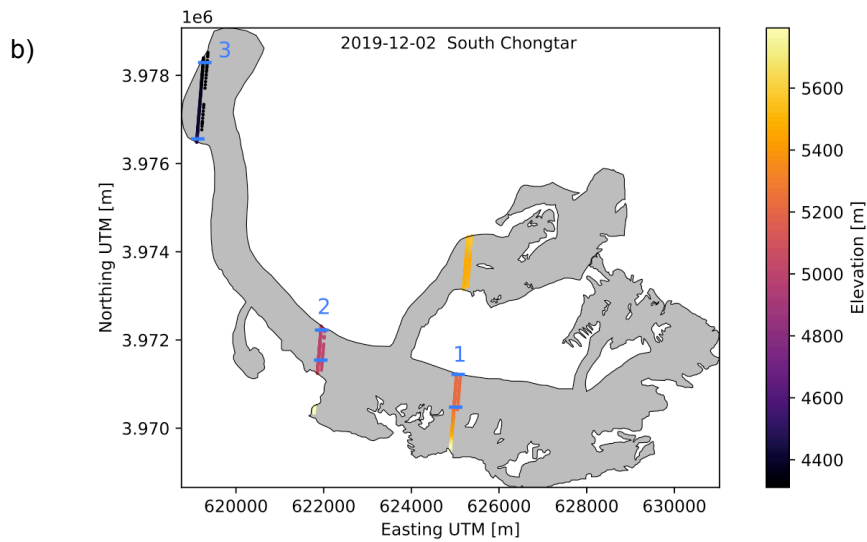 b)
1e6
2019-12-02 South Chongtar
3
2
1
3.978
3.976
3.974
3.972
3.970
Northing UTM [m]
620000 622000 624000 626000 628000 630000
Easting UTM [m]
5600
5400
5200
5000
4800
4600
4400
Elevation [m]